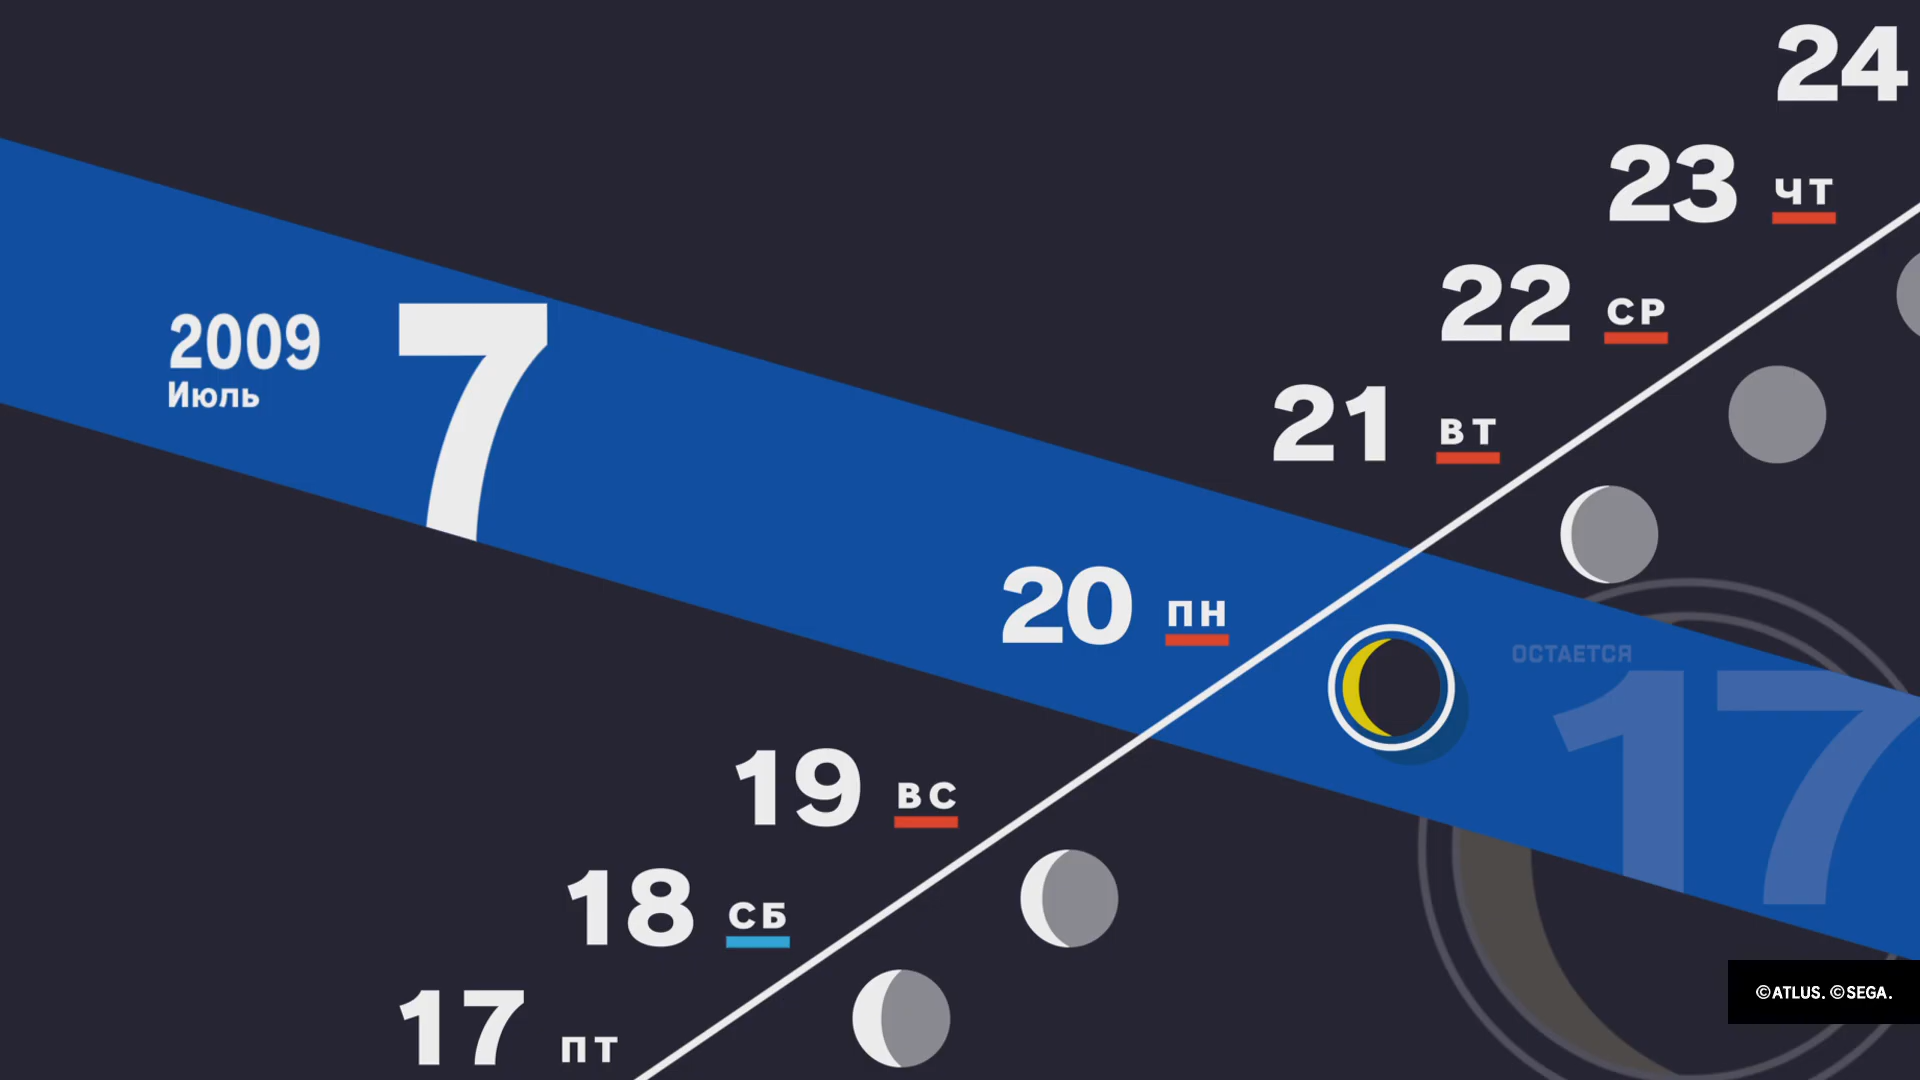 24
23 ЧТ
22 СР
21 ВТ
2009
Июль
7
20 ПН
ОСТАЕТСЯ
17
19 ВС
18 СБ
17 ПТ
©ATLUS. ©SEGA.